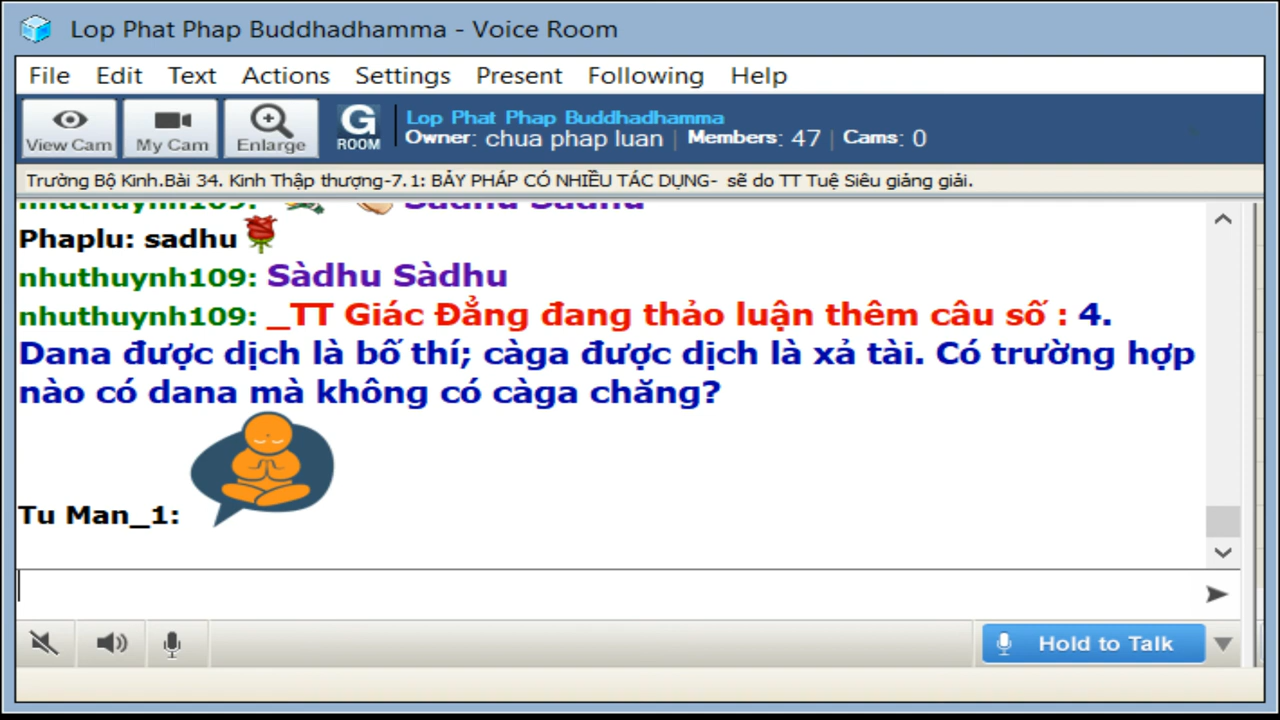 Lop Phat Phap Buddhadhamma - Voice Room
File Edit Text Actions Settings Present Following Help
View Cam My Cam Enlarge G ROOM
Lop Phat Phap Buddhadhamma
Owner: chua phap luan | Members: 47 | Cams: 0
Trường Bộ Kinh.Bài 34. Kinh Thập thượng-7.1: BẢY PHÁP CÓ NHIỀU TÁC DỤNG- sẽ do TT Tuệ Siêu giảng giải.
nhuthuynh109: Sàdhu Sàdhu
Phaplu: sadhu
nhuthuynh109: Sàdhu Sàdhu
nhuthuynh109: _TT Giác Đẳng đang thảo luận thêm câu số : 4.
Dana được dịch là bố thí; càga được dịch là xả tài. Có trường hợp
nào có dana mà không có càga chăng?
Tu Man_1:
Hold to Talk